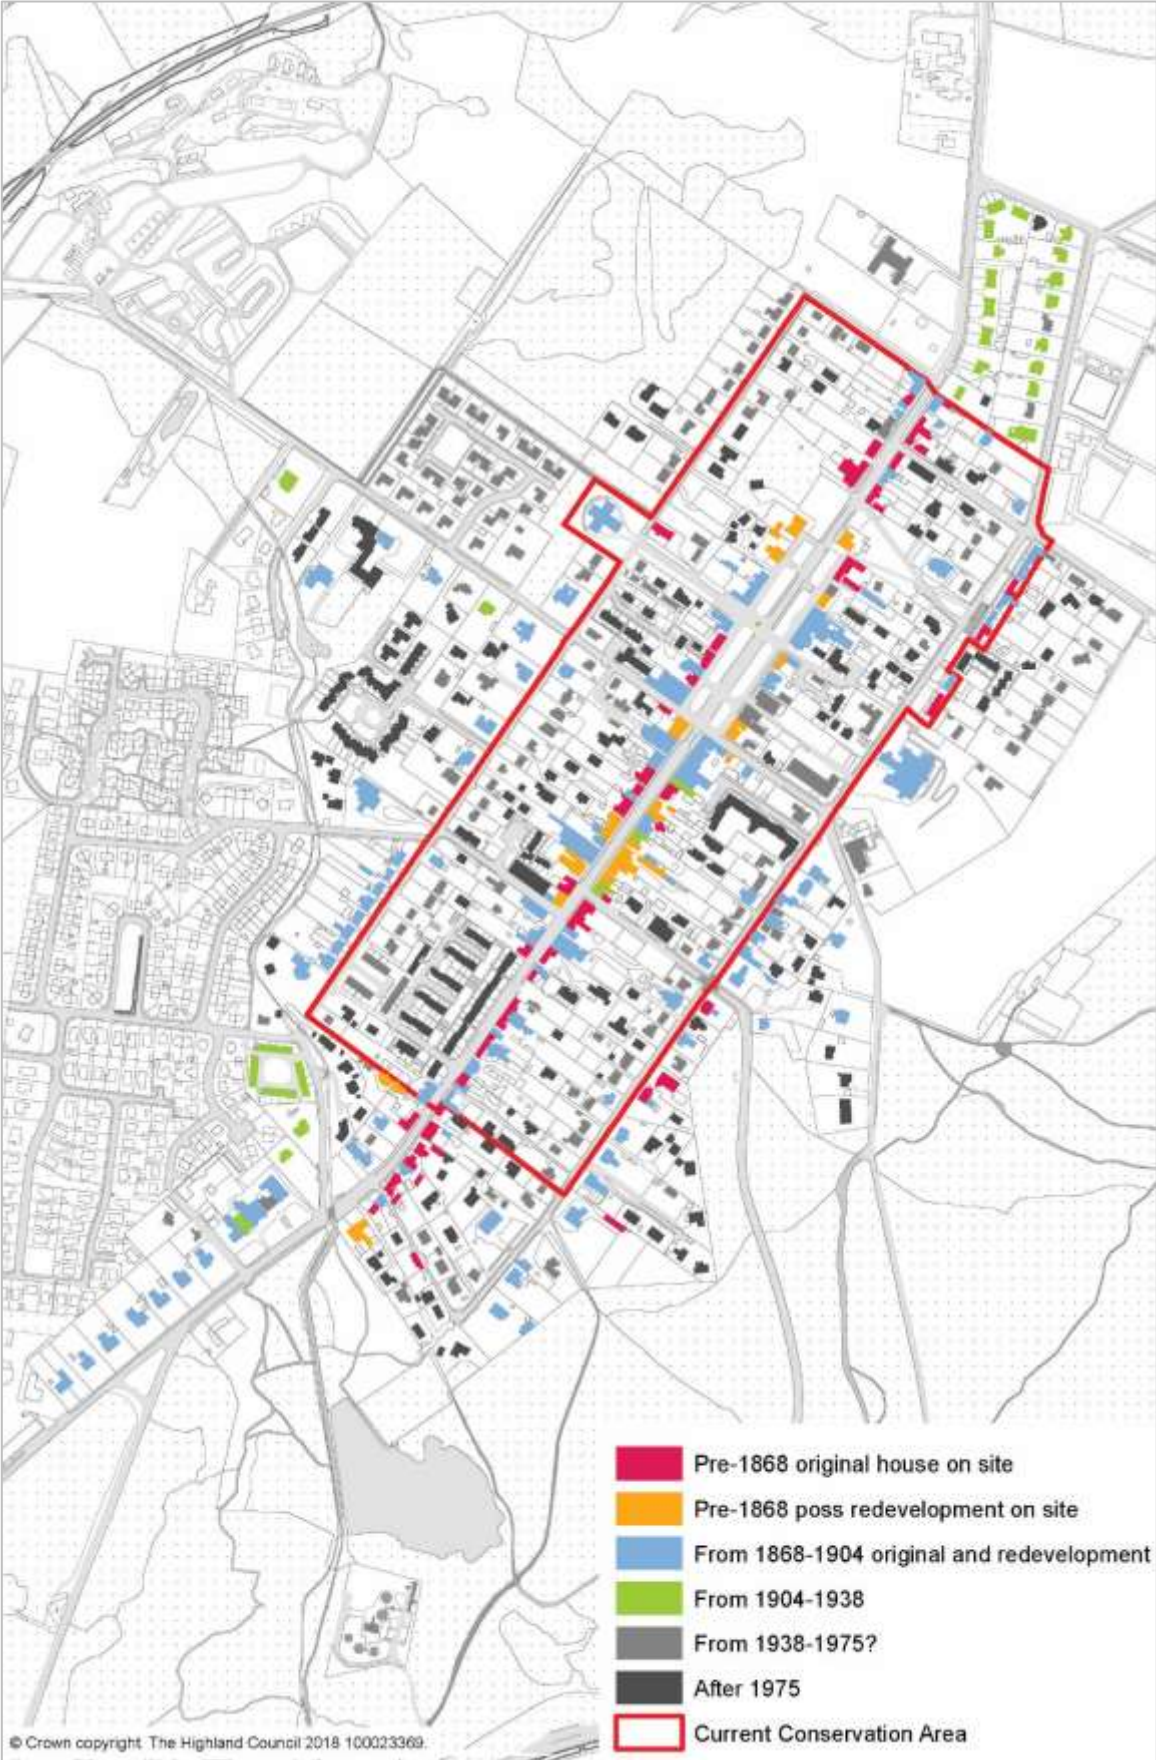 Pre-1868 original house on site
Pre-1868 poss redevelopment on site
From 1868-1904 original and redevelopment
From 1904-1938
From 1938-1975?
After 1975
Current Conservation Area
© Crown copyright. The Highland Council 2018 100023369.